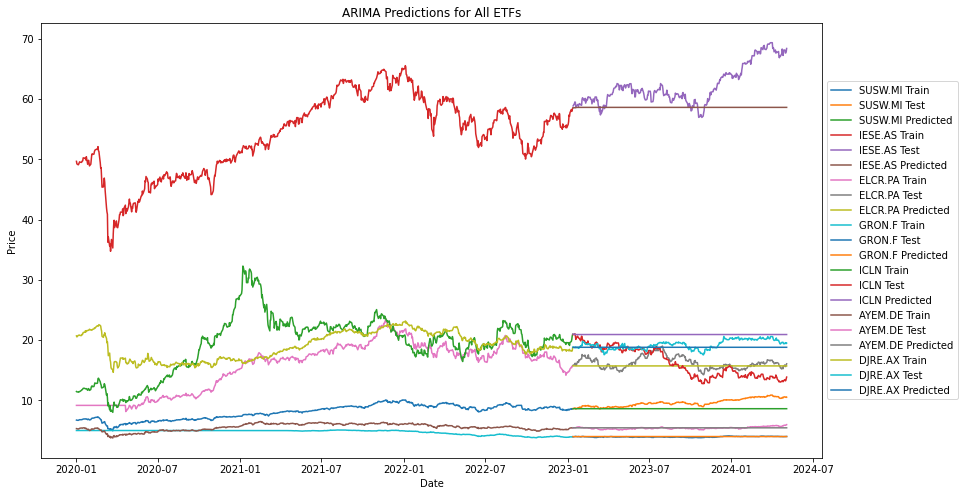 ARIMA Predictions for All ETFs
70
60
50
40
30
20
10
Price
2020-01
2020-07
2021-01
2021-07
2022-01
2022-07
2023-01
2023-07
2024-01
2024-07
Date
SUSW.MI Train
SUSW.MI Test
SUSW.MI Predicted
IESE.AS Train
IESE.AS Test
IESE.AS Predicted
ELCR.PA Train
ELCR.PA Test
ELCR.PA Predicted
GRON.F Train
GRON.F Test
GRON.F Predicted
ICLN Train
ICLN Test
ICLN Predicted
AYEM.DE Train
AYEM.DE Test
AYEM.DE Predicted
DJRE.AX Train
DJRE.AX Test
DJRE.AX Predicted